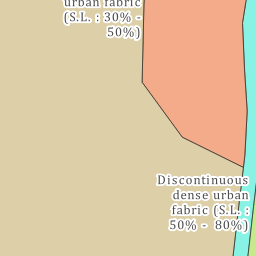 urban fabric
(S.L. : 30% -
50%)
Discontinuous
dense urban
fabric (S.L. :
50% -  80%)